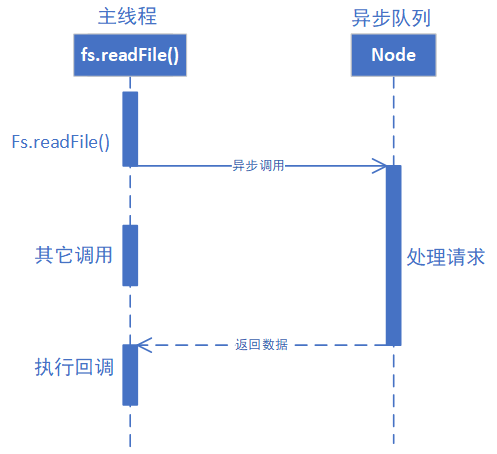 主线程
异步队列
fs.readFile()
Node
Fs.readFile()
异步调用
其它调用
处理请求
返回数据
执行回调